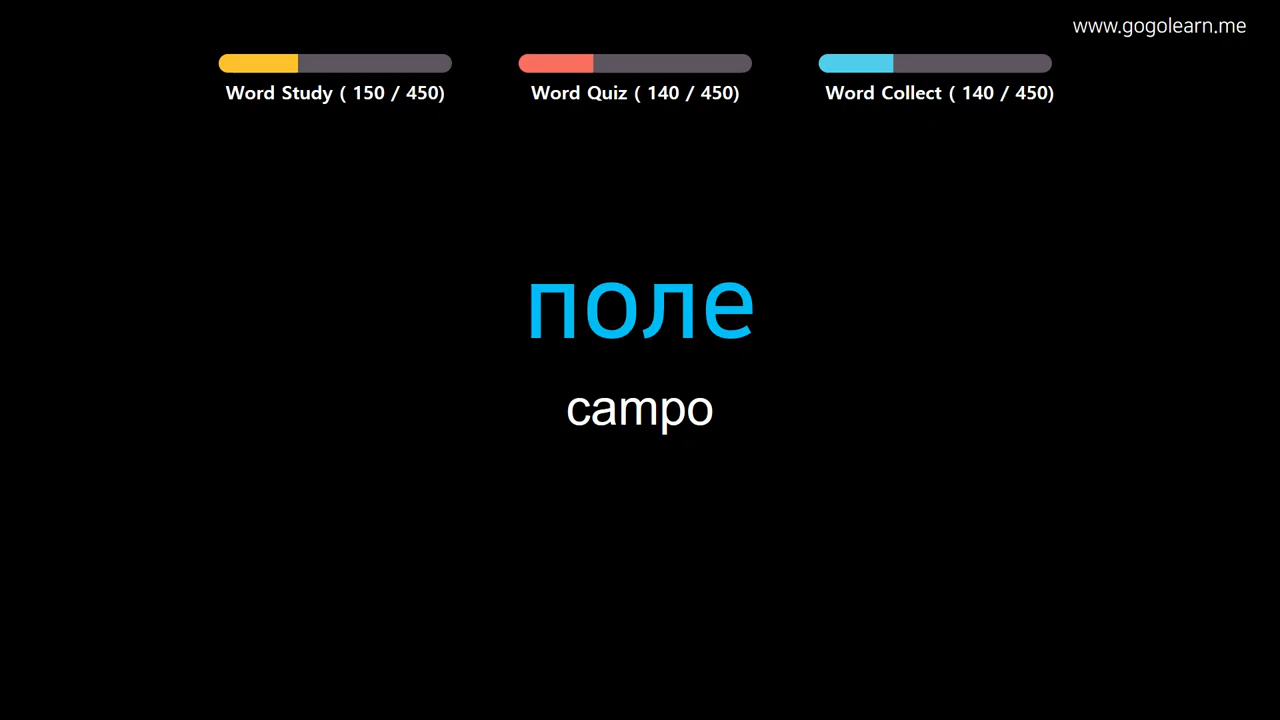 www.gogolearn.me
Word Study ( 150 / 450)
Word Quiz ( 140 / 450)
Word Collect ( 140 / 450)
поле
campo